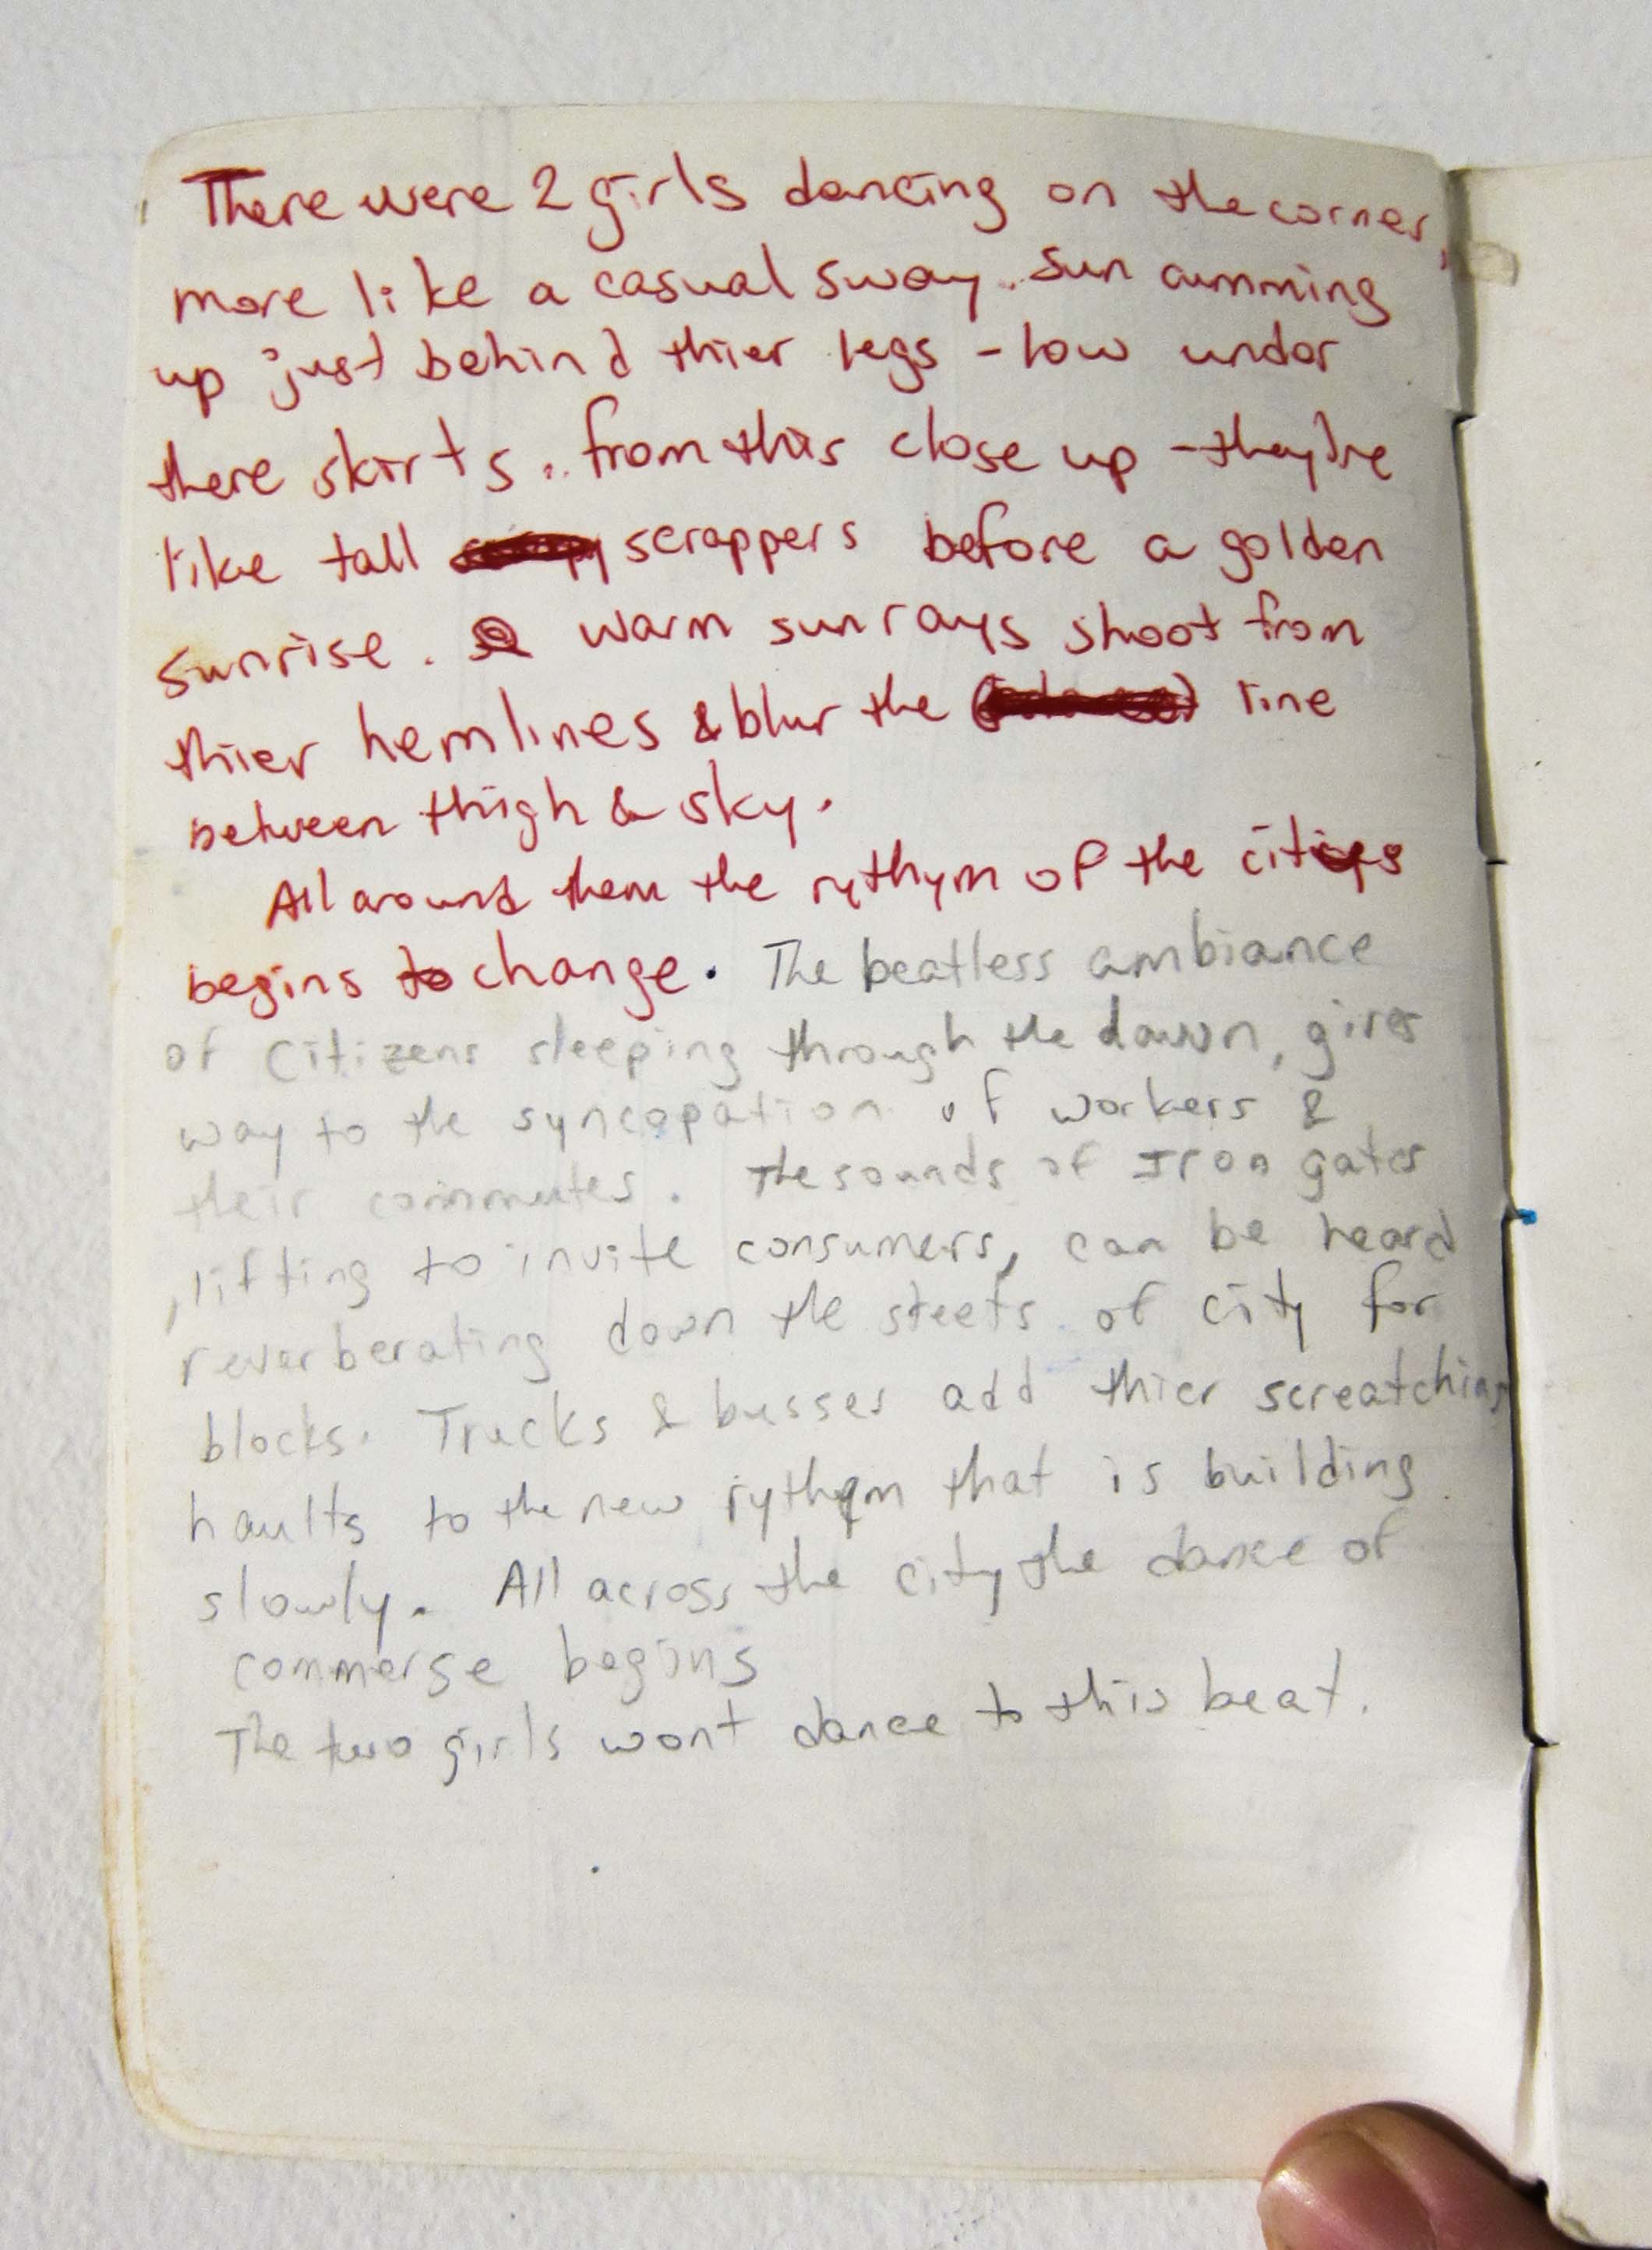 There were 2 girls dancing on the corner,
more like a casual sway.. Sun cumming
up just behind thier legs - low under
there skirts.. from this close up - they're
like tall scrappers before a golden
sunrise. warm sun rays shoot from
thier hemlines & blur the line
between thigh & sky.
All around them the rythym of the citys
begins to change. The beatless ambiance
of citizens sleeping through the dawn, gives
way to the syncopation of workers &
their commutes. The sounds of Iron gates
, lifting to invite consumers, can be heard
reverberating down the steets of city for
blocks. Trucks & busses add thier screatching
haults to the new rythym that is building
slowly. All across the city the dance of
commerse begins
The two girls wont dance to this beat.